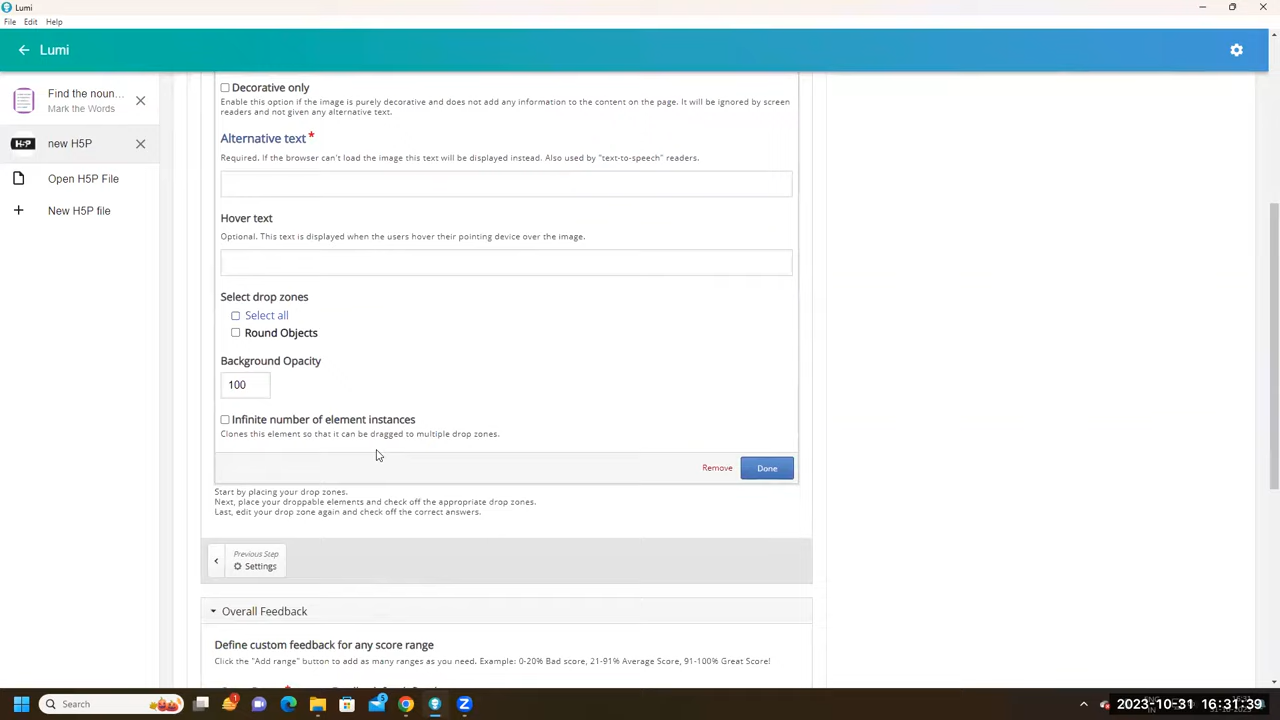 Lumi
File Edit Help
Lumi
Find the noun...
Mark the Words
H-P new H5P
Open H5P File
New H5P file
Decorative only
Enable this option if the image is purely decorative and does not add any information to the content on the page. It will be ignored by screen
readers and not given any alternative text.
Alternative text *
Required. If the browser can't load the image this text will be displayed instead. Also used by "text-to-speech" readers.
Hover text
Optional. This text is displayed when the users hover their pointing device over the image.
Select drop zones
Select all
Round Objects
Background Opacity
100
Infinite number of element instances
Clones this element so that it can be dragged to multiple drop zones.
Remove Done
Start by placing your drop zones.
Next, place your droppable elements and check off the appropriate drop zones.
Last, edit your drop zone again and check off the correct answers.
Previous Step
Settings
Overall Feedback
Define custom feedback for any score range
Click the "Add range" button to add as many ranges as you need. Example: 0-20% Bad score, 21-91% Average Score, 91-100% Great Score!
Search
2023-10-31 16:31:39